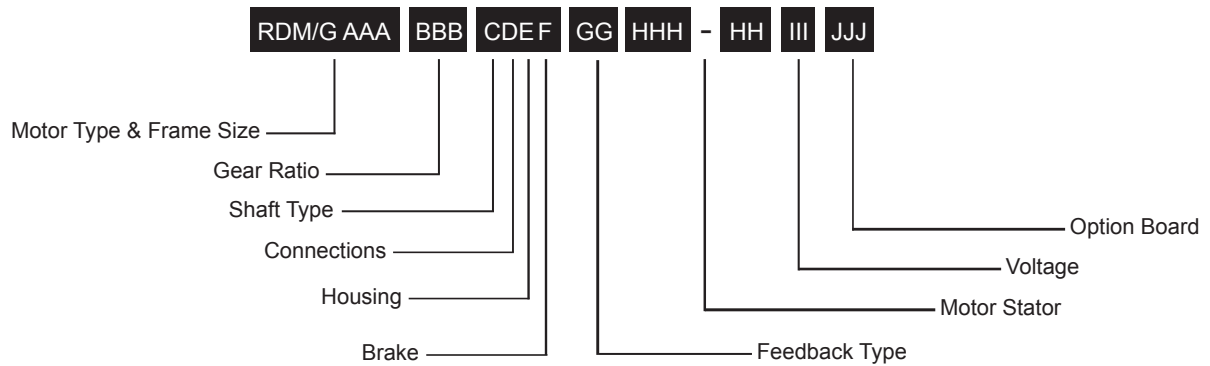 RDM/G AAA BBB CDEF GG HHH - HH III JJJ
Motor Type & Frame Size
Gear Ratio
Shaft Type
Option Board
Connections
Voltage
Housing
Motor Stator
Brake
Feedback Type